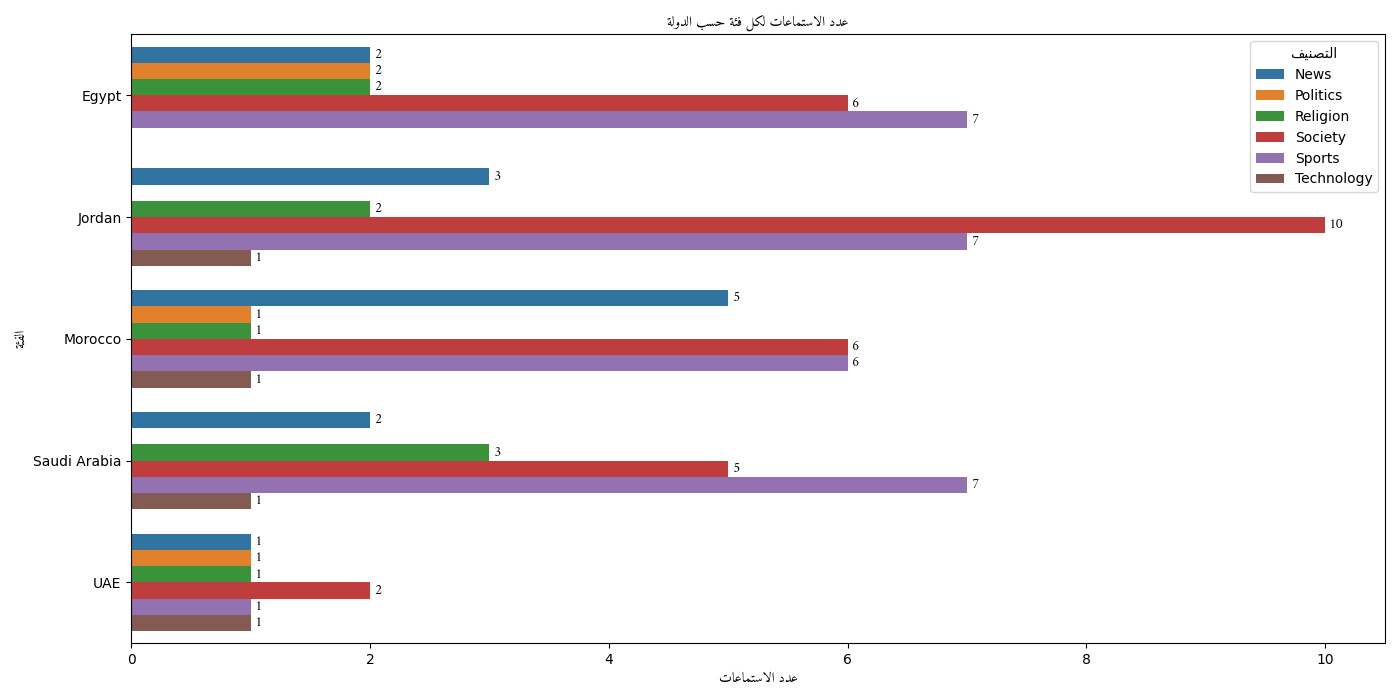 عدد الاستماعات لكل فئة حسب الدولة
التصنيف
News
Politics
Religion
Society
Sports
Technology
الفئة
Egypt
2
2
2
6
7
Jordan
3
2
10
7
1
Morocco
5
1
1
6
6
1
Saudi Arabia
2
3
5
7
1
UAE
1
1
1
2
1
1
0 2 4 6 8 10
عدد الاستماعات